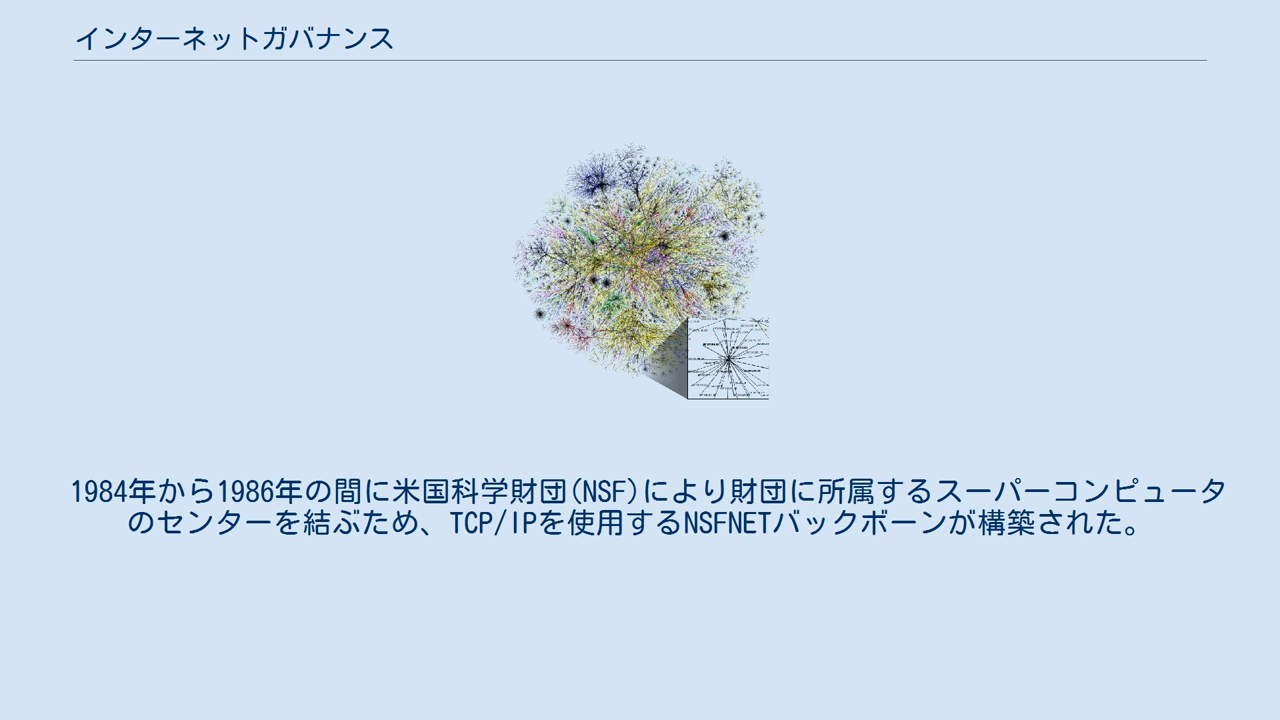 インターネットガバナンス
1984年から1986年の間に米国科学財団(NSF)により財団に所属するスーパーコンピュータ
のセンターを結ぶため、TCP/IPを使用するNSFNETバックボーンが構築された。